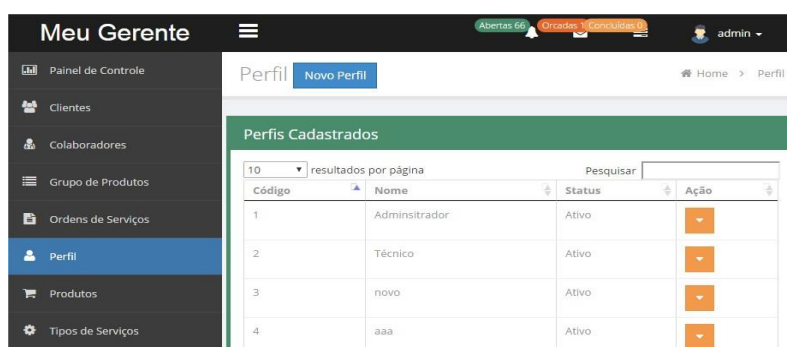 Meu Gerente
Abertas 66 Orcadas 1 Concluidas 0
admin
Painel de Controle
Clientes
Colaboradores
Grupo de Produtos
Ordens de Serviços
Perfil
Produtos
Tipos de Serviços
Perfil Novo Perfil
Home > Perfil
Perfis Cadastrados
10 resultados por página Pesquisar
Código Nome Status Ação
1 Adminsitrador Ativo
2 Técnico Ativo
3 novo Ativo
4 aaa Ativo